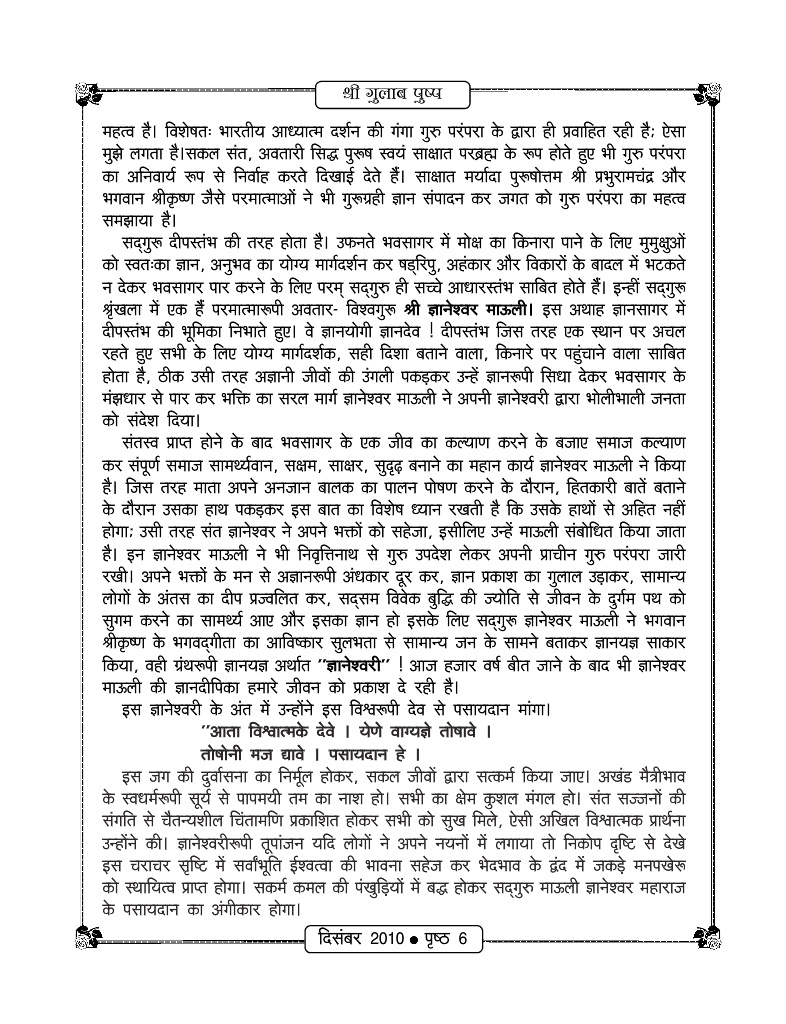 श्री गुलाब पुष्प
महत्व है। विशेषतः भारतीय आध्यात्म दर्शन की गंगा गुरु परंपरा के द्वारा ही प्रवाहित रही है; ऐसा
मुझे लगता है।सकल संत, अवतारी सिद्ध पुरूष स्वयं साक्षात परब्रह्म के रूप होते हुए भी गुरु परंपरा
का अनिवार्य रूप से निर्वाह करते दिखाई देते हैं। साक्षात मर्यादा पुरूषोत्तम श्री प्रभुरामचंद्र और
भगवान श्रीकृष्ण जैसे परमात्माओं ने भी गुरूग्रही ज्ञान संपादन कर जगत को गुरु परंपरा का महत्व
समझाया है।
सद्गुरू दीपस्तंभ की तरह होता है। उफनते भवसागर में मोक्ष का किनारा पाने के लिए मुमुक्षुओं
को स्वतःका ज्ञान, अनुभव का योग्य मार्गदर्शन कर षड्रिपु, अहंकार और विकारों के बादल में भटकते
न देकर भवसागर पार करने के लिए परम् सद्गुरु ही सच्चे आधारस्तंभ साबित होते हैं। इन्हीं सद्गुरू
श्रृंखला में एक हैं परमात्मारूपी अवतार- विश्वगुरू श्री ज्ञानेश्वर माऊली। इस अथाह ज्ञानसागर में
दीपस्तंभ की भूमिका निभाते हुए। वे ज्ञानयोगी ज्ञानदेव ! दीपस्तंभ जिस तरह एक स्थान पर अचल
रहते हुए सभी के लिए योग्य मार्गदर्शक, सही दिशा बताने वाला, किनारे पर पहुंचाने वाला साबित
होता है, ठीक उसी तरह अज्ञानी जीवों की उंगली पकड़कर उन्हें ज्ञानरूपी सिधा देकर भवसागर के
मंझधार से पार कर भक्ति का सरल मार्ग ज्ञानेश्वर माऊली ने अपनी ज्ञानेश्वरी द्वारा भोलीभाली जनता
को संदेश दिया।
संतस्व प्राप्त होने के बाद भवसागर के एक जीव का कल्याण करने के बजाए समाज कल्याण
कर संपूर्ण समाज सामर्थ्यवान, सक्षम, साक्षर, सुदृढ़ बनाने का महान कार्य ज्ञानेश्वर माऊली ने किया
है। जिस तरह माता अपने अनजान बालक का पालन पोषण करने के दौरान, हितकारी बातें बताने
के दौरान उसका हाथ पकड़कर इस बात का विशेष ध्यान रखती है कि उसके हाथों से अहित नहीं
होगा; उसी तरह संत ज्ञानेश्वर ने अपने भक्तों को सहेजा, इसीलिए उन्हें माऊली संबोधित किया जाता
है। इन ज्ञानेश्वर माऊली ने भी निवृत्तिनाथ से गुरु उपदेश लेकर अपनी प्राचीन गुरु परंपरा जारी
रखी। अपने भक्तों के मन से अज्ञानरूपी अंधकार दूर कर, ज्ञान प्रकाश का गुलाल उड़ाकर, सामान्य
लोगों के अंतस का दीप प्रज्वलित कर, सद्सम विवेक बुद्धि की ज्योति से जीवन के दुर्गम पथ को
सुगम करने का सामर्थ्य आए और इसका ज्ञान हो इसके लिए सद्गुरू ज्ञानेश्वर माऊली ने भगवान
श्रीकृष्ण के भगवद्गीता का आविष्कार सुलभता से सामान्य जन के सामने बताकर ज्ञानयज्ञ साकार
किया, वही ग्रंथरूपी ज्ञानयज्ञ अर्थात ''ज्ञानेश्वरी'' ! आज हजार वर्ष बीत जाने के बाद भी ज्ञानेश्वर
माऊली की ज्ञानदीपिका हमारे जीवन को प्रकाश दे रही है।
इस ज्ञानेश्वरी के अंत में उन्होंने इस विश्वरूपी देव से पसायदान मांगा।
''आता विश्वात्मके देवे । येणे वाग्यज्ञे तोषावे ।
तोषोनी मज द्यावे । पसायदान हे ।
इस जग की दुर्वासना का निर्मूल होकर, सकल जीवों द्वारा सत्कर्म किया जाए। अखंड मैत्रीभाव
के स्वधर्मरूपी सूर्य से पापमयी तम का नाश हो। सभी का क्षेम कुशल मंगल हो। संत सज्जनों की
संगति से चैतन्यशील चिंतामणि प्रकाशित होकर सभी को सुख मिले, ऐसी अखिल विश्वात्मक प्रार्थना
उन्होंने की। ज्ञानेश्वरीरूपी तूपांजन यदि लोगों ने अपने नयनों में लगाया तो निकोप दृष्टि से देखे
इस चराचर सृष्टि में सर्वांभूति ईश्वत्वा की भावना सहेज कर भेदभाव के द्वंद में जकड़े मनपखेरू
को स्थायित्व प्राप्त होगा। सकर्म कमल की पंखुड़ियों में बद्ध होकर सद्गुरु माऊली ज्ञानेश्वर महाराज
के पसायदान का अंगीकार होगा।
दिसंबर 2010 ● पृष्ठ 6